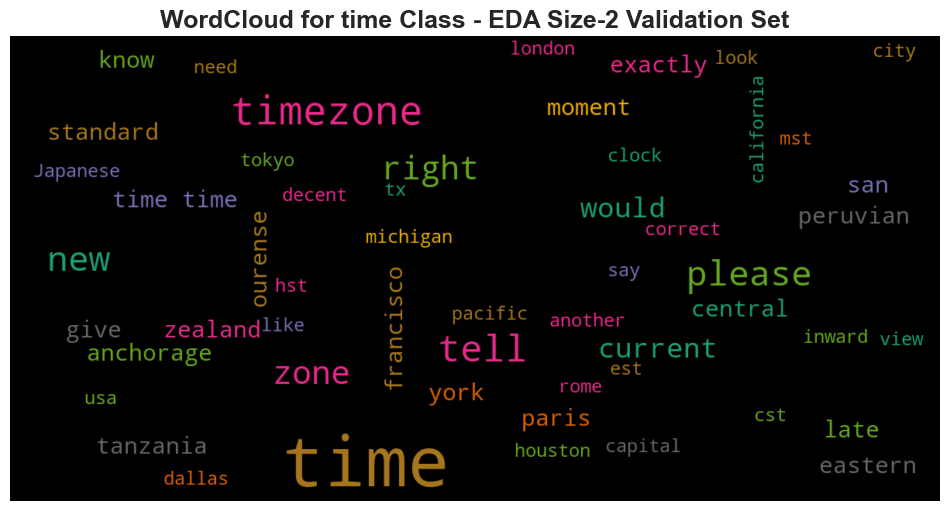 WordCloud for time Class - EDA Size-2 Validation Set
london
know
need
exactly
look
city
timezone
moment
california
standard
mst
tokyo
right
clock
Japanese
time time
decent
tx
san
would
peruvian
ourense
michigan
correct
new
hst
francisco
say
please
pacific
central
give
zealand
like
another
inward
view
anchorage
tell
current
zone
est
usa
york
rome
paris
cst
late
tanzania
time
houston
capital
eastern
dallas